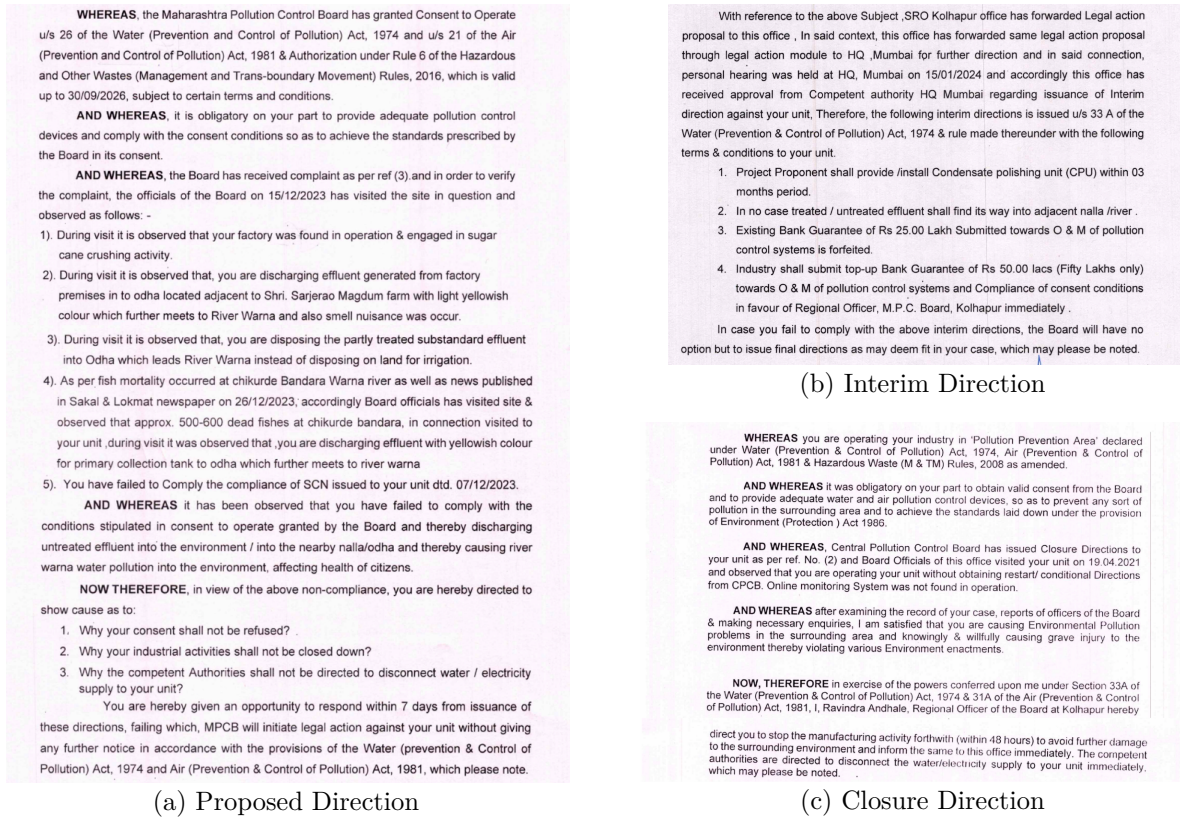 WHEREAS, the Maharashtra Pollution Control Board has granted Consent to Operate
u/s 26 of the Water (Prevention and Control of Pollution) Act, 1974 and u/s 21 of the Air
(Prevention and Control of Pollution) Act, 1981 & Authorization under Rule 6 of the Hazardous
and Other Wastes (Management and Trans-boundary Movement) Rules, 2016, which is valid
up to 30/09/2026, subject to certain terms and conditions.
AND WHEREAS, it is obligatory on your part to provide adequate pollution control
devices and comply with the consent conditions so as to achieve the standards prescribed by
the Board in its consent.
AND WHEREAS, the Board has received complaint as per ref (3).and in order to verify
the complaint, the officials of the Board on 15/12/2023 has visited the site in question and
observed as follows: -
1). During visit it is observed that your factory was found in operation & engaged in sugar
cane crushing activity.
2). During visit it is observed that, you are discharging effluent generated from factory
premises in to odha located adjacent to Shri. Sarjerao Magdum farm with light yellowish
colour which further meets to River Warna and also smell nuisance was occur.
3). During visit it is observed that, you are disposing the partly treated substandard effluent
into Odha which leads River Warna instead of disposing on land for irrigation.
4). As per fish mortality occurred at chikurde Bandara Warna river as well as news published
in Sakal & Lokmat newspaper on 26/12/2023, accordingly Board officials has visited site &
observed that approx. 500-600 dead fishes at chikurde bandara, in connection visited to
your unit ,during visit it was observed that ,you are discharging effluent with yellowish colour
for primary collection tank to odha which further meets to river warna
5). You have failed to Comply the compliance of SCN issued to your unit dtd. 07/12/2023.
AND WHEREAS it has been observed that you have failed to comply with the
conditions stipulated in consent to operate granted by the Board and thereby discharging
untreated effluent into the environment / into the nearby nalla/odha and thereby causing river
warna water pollution into the environment, affecting health of citizens.
NOW THEREFORE, in view of the above non-compliance, you are hereby directed to
show cause as to:
1. Why your consent shall not be refused?
2. Why your industrial activities shall not be closed down?
3. Why the competent Authorities shall not be directed to disconnect water / electricity
supply to your unit?
You are hereby given an opportunity to respond within 7 days from issuance of
these directions, failing which, MPCB will initiate legal action against your unit without giving
any further notice in accordance with the provisions of the Water (prevention & Control of
Pollution) Act, 1974 and Air (Prevention & Control of Pollution) Act, 1981, which please note.
(a) Proposed Direction
With reference to the above Subject ,SRO Kolhapur office has forwarded Legal action
proposal to this office , In said context, this office has forwarded same legal action proposal
through legal action module to HQ ,Mumbai for further direction and in said connection,
personal hearing was held at HQ, Mumbai on 15/01/2024 and accordingly this office has
received approval from Competent authority HQ Mumbai regarding issuance of Interim
direction against your unit, Therefore, the following interim directions is issued u/s 33 A of the
Water (Prevention & Control of Pollution) Act, 1974 & rule made thereunder with the following
terms & conditions to your unit.
1. Project Proponent shall provide /install Condensate polishing unit (CPU) within 03
months period.
2. In no case treated / untreated effluent shall find its way into adjacent nalla /river .
3. Existing Bank Guarantee of Rs 25.00 Lakh Submitted towards O & M of pollution
control systems is forfeited.
4. Industry shall submit top-up Bank Guarantee of Rs 50.00 lacs (Fifty Lakhs only)
towards O & M of pollution control systems and Compliance of consent conditions
in favour of Regional Officer, M.P.C. Board, Kolhapur immediately .
In case you fail to comply with the above interim directions, the Board will have no
option but to issue final directions as may deem fit in your case, which may please be noted.
(b) Interim Direction
WHEREAS you are operating your industry in 'Pollution Prevention Area' declared
under Water (Prevention & Control of Pollution) Act, 1974, Air (Prevention & Control of
Pollution) Act, 1981 & Hazardous Waste (M & TM) Rules, 2008 as amended.
AND WHEREAS it was obligatory on your part to obtain valid consent from the Board
and to provide adequate water and air pollution control devices, so as to prevent any sort of
pollution in the surrounding area and to achieve the standards laid down under the provision
of Environment (Protection ) Act 1986.
AND WHEREAS, Central Pollution Control Board has issued Closure Directions to
your unit as per ref. No. (2) and Board Officials of this office visited your unit on 19.04.2021
and observed that you are operating your unit without obtaining restart/ conditional Directions
from CPCB. Online monitoring System was not found in operation.
AND WHEREAS after examining the record of your case, reports of officers of the Board
& making necessary enquiries, I am satisfied that you are causing Environmental Pollution
problems in the surrounding area and knowingly & willfully causing grave injury to the
environment thereby violating various Environment enactments.
NOW, THEREFORE in exercise of the powers conferred upon me under Section 33A of
the Water (Prevention & Control of Pollution) Act, 1974 & 31A of the Air (Prevention & Control
of Pollution) Act, 1981, I, Ravindra Andhale, Regional Officer of the Board at Kolhapur hereby
direct you to stop the manufacturing activity forthwith (within 48 hours) to avoid further damage
to the surrounding environment and inform the same to this office immediately. The competent
authorities are directed to disconnect the water/electricity supply to your unit immediately,
which may please be noted.
(c) Closure Direction